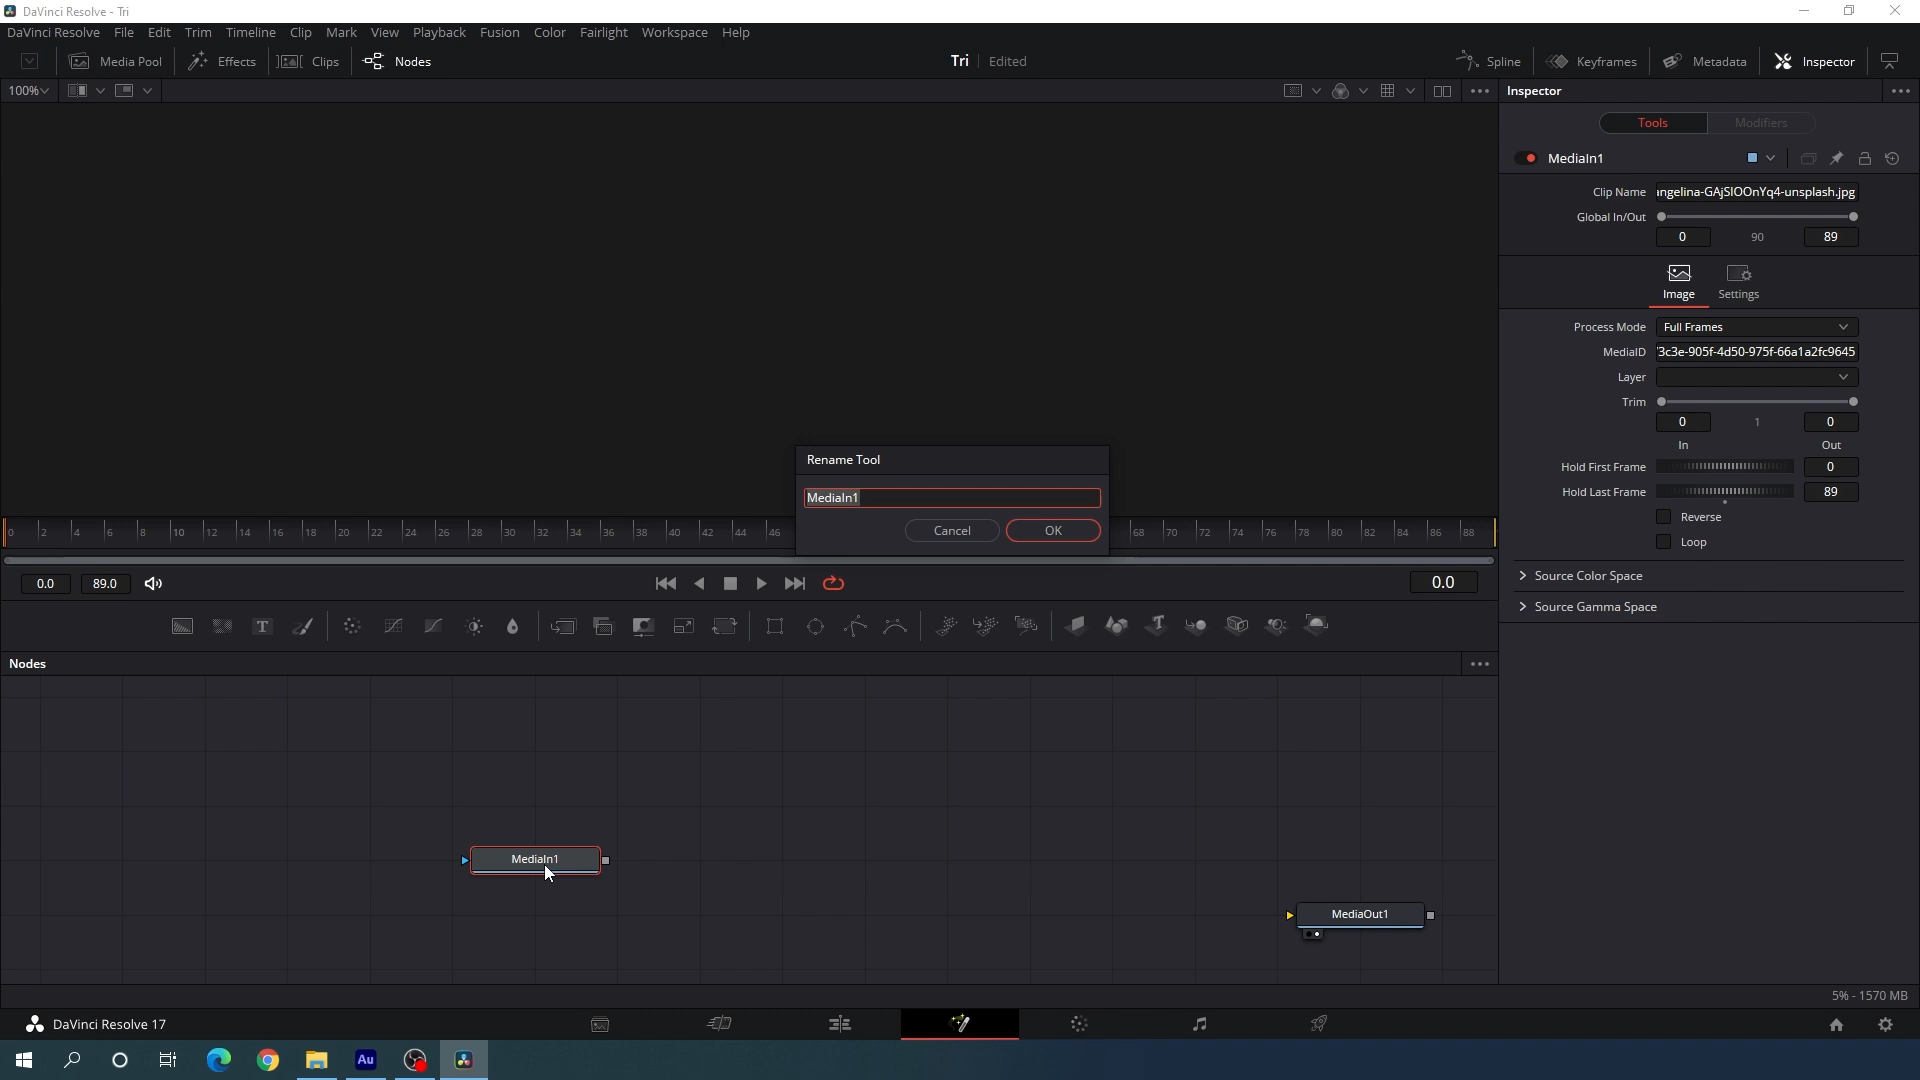 DaVinci Resolve - Tri
DaVinci Resolve File Edit Trim Timeline Clip Mark View Playback Fusion Color Fairlight Workspace Help
Media Pool Effects Clips Nodes Tri Edited Spline Keyframes Metadata Inspector
100% Inspector
Tools Modifiers
MediaIn1
Clip Name ngelina-GAjSIOOnYq4-unsplash.jpg
Global In/Out
0 90 89
Image Settings
Process Mode Full Frames
MediaID 3c3e-905f-4d50-975f-66a1a2fc9645
Layer
Trim
0 1 0
In Out
Hold First Frame 0
Hold Last Frame 89
Reverse
Loop
Source Color Space
Source Gamma Space
Rename Tool
MediaIn1
Cancel OK
0 2 4 6 8 10 12 14 16 18 20 22 24 26 28 30 32 34 36 38 40 42 44 46 68 70 72 74 76 78 80 82 84 86 88
0.0 89.0 0.0
T T
Nodes
MediaIn1
MediaOut1
5% - 1570 MB
DaVinci Resolve 17
Au